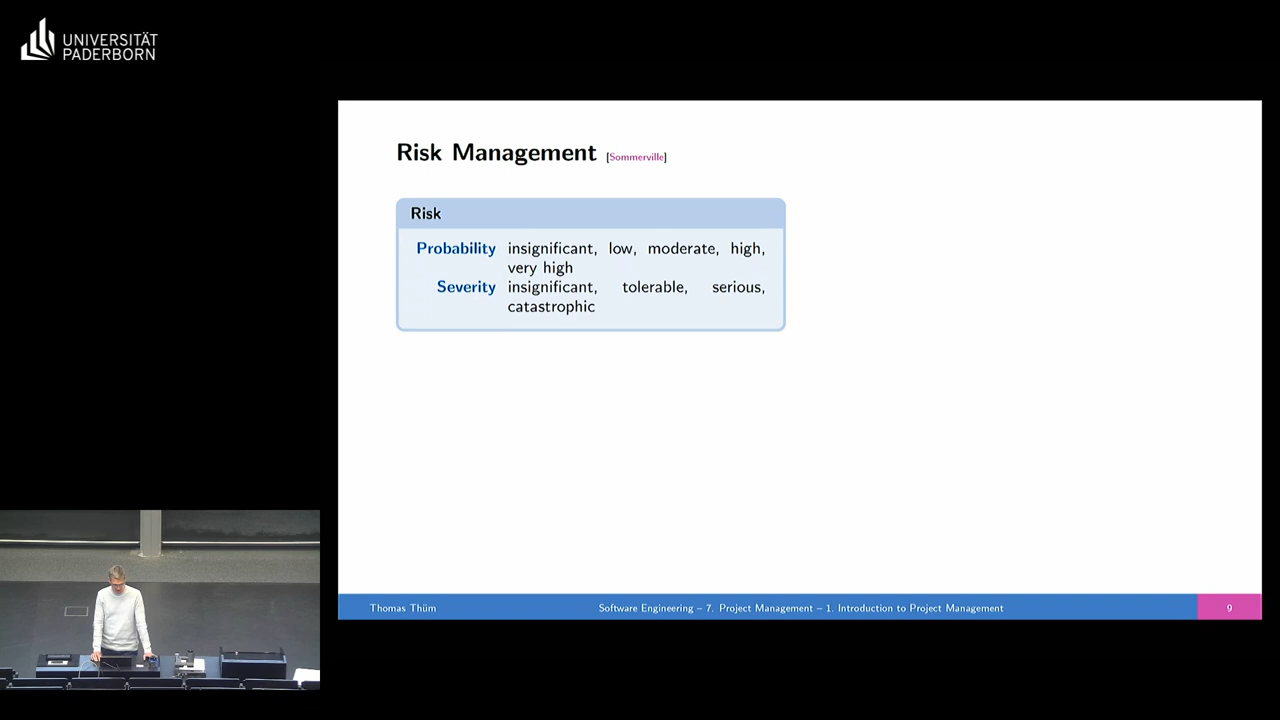 UNIVERSITÄT
PADERBORN
Risk Management [Sommerville]
Risk
Probability insignificant, low, moderate, high,
very high
Severity insignificant, tolerable, serious,
catastrophic
Thomas Thüm
Software Engineering – 7. Project Management – 1. Introduction to Project Management
9